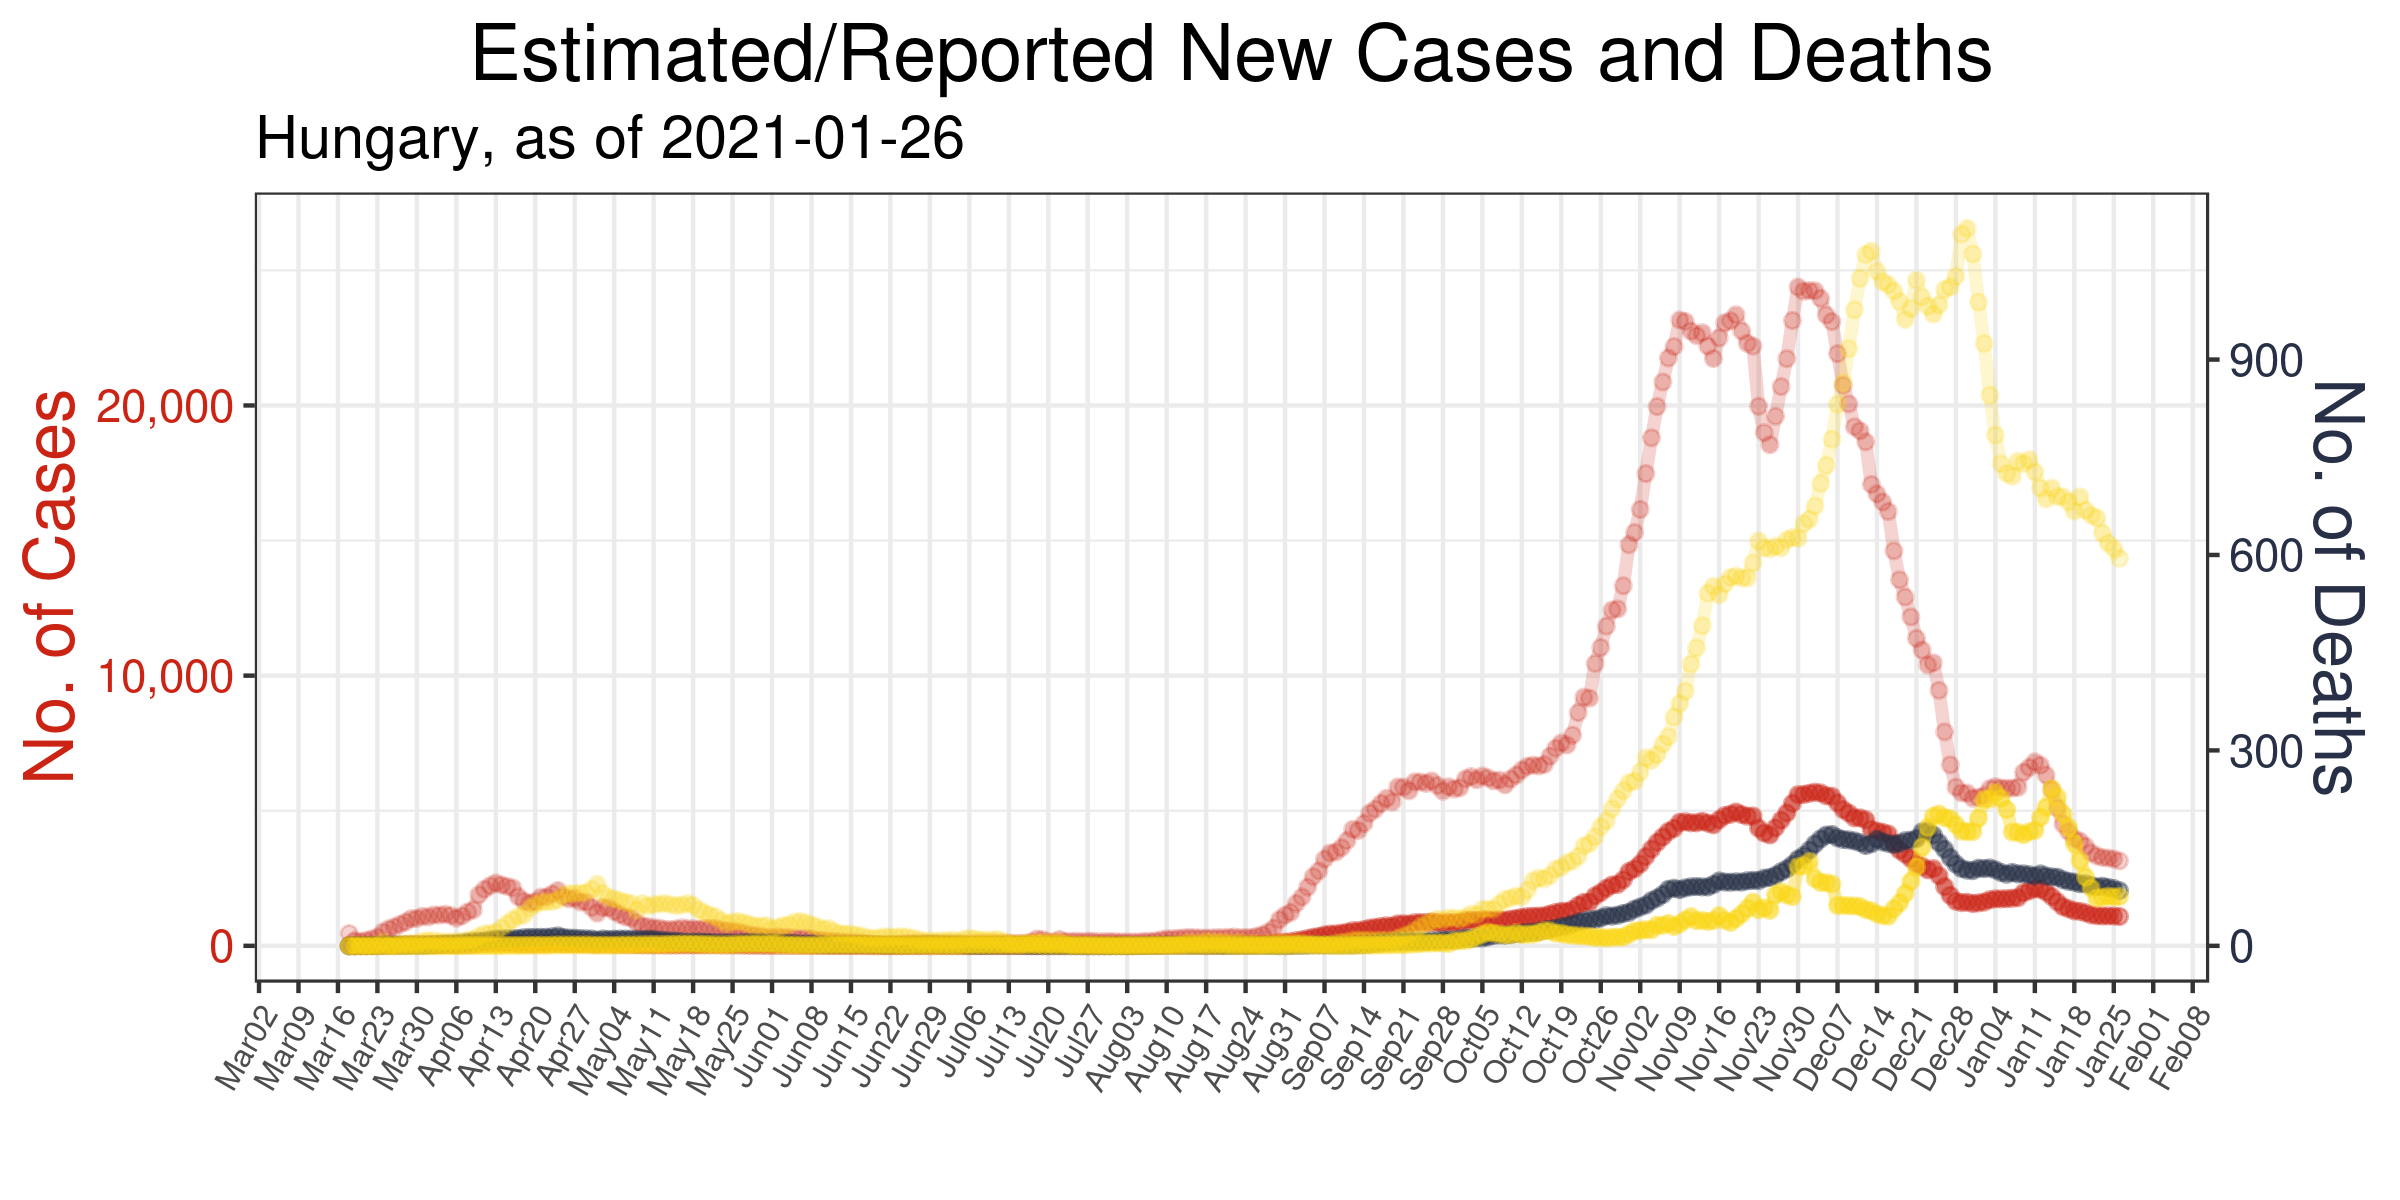 Estimated/Reported New Cases and Deaths
Hungary, as of 2021-01-26
No. of Cases
20,000
10,000
0
900
600
300
0
No. of Deaths
Mar02
Mar09
Mar16
Mar23
Mar30
Apr06
Apr13
Apr20
Apr27
May04
May11
May18
May25
Jun01
Jun08
Jun15
Jun22
Jun29
Jul06
Jul13
Jul20
Jul27
Aug03
Aug10
Aug17
Aug24
Aug31
Sep07
Sep14
Sep21
Sep28
Oct05
Oct12
Oct19
Oct26
Nov02
Nov09
Nov16
Nov23
Nov30
Dec07
Dec14
Dec21
Dec28
Jan04
Jan11
Jan18
Jan25
Feb01
Feb08